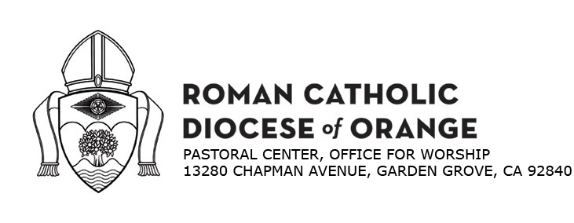 ROMAN CATHOLIC
DIOCESE of ORANGE
PASTORAL CENTER, OFFICE FOR WORSHIP
13280 CHAPMAN AVENUE, GARDEN GROVE, CA 92840